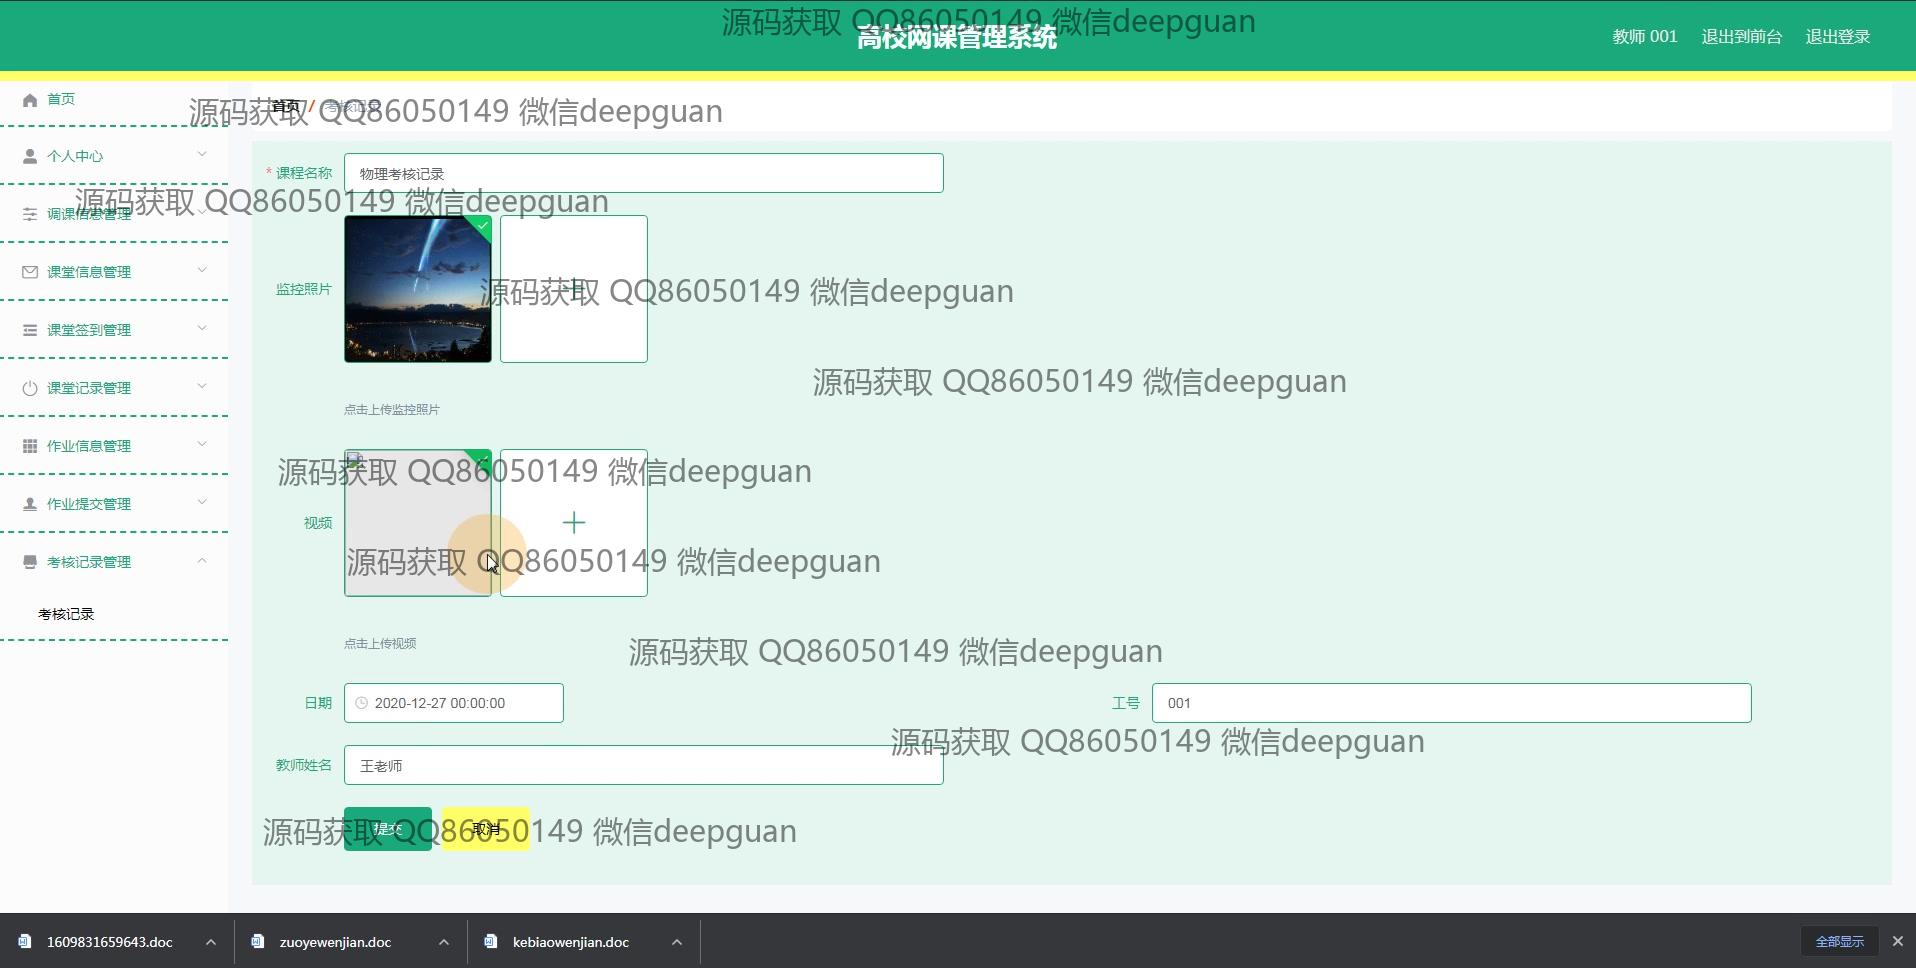 源码获取 QQ86050149 微信deepguan
高校网课管理系统
教师 001 退出到前台 退出登录
首页
首页 / 考核记录
源码获取 QQ86050149 微信deepguan
个人中心
* 课程名称 物理考核记录
源码获取 QQ86050149 微信deepguan
调课信息管理
课堂信息管理
监控照片
源码获取 QQ86050149 微信deepguan
课堂签到管理
源码获取 QQ86050149 微信deepguan
课堂记录管理
点击上传监控照片
作业信息管理
源码获取 QQ86050149 微信deepguan
作业提交管理
视频
考核记录管理
源码获取 QQ86050149 微信deepguan
考核记录
点击上传视频
源码获取 QQ86050149 微信deepguan
日期 2020-12-27 00:00:00 工号 001
源码获取 QQ86050149 微信deepguan
教师姓名 王老师
提交 取消
源码获取 QQ86050149 微信deepguan
1609831659643.doc zuoyewenjian.doc kebiaowenjian.doc 全部显示